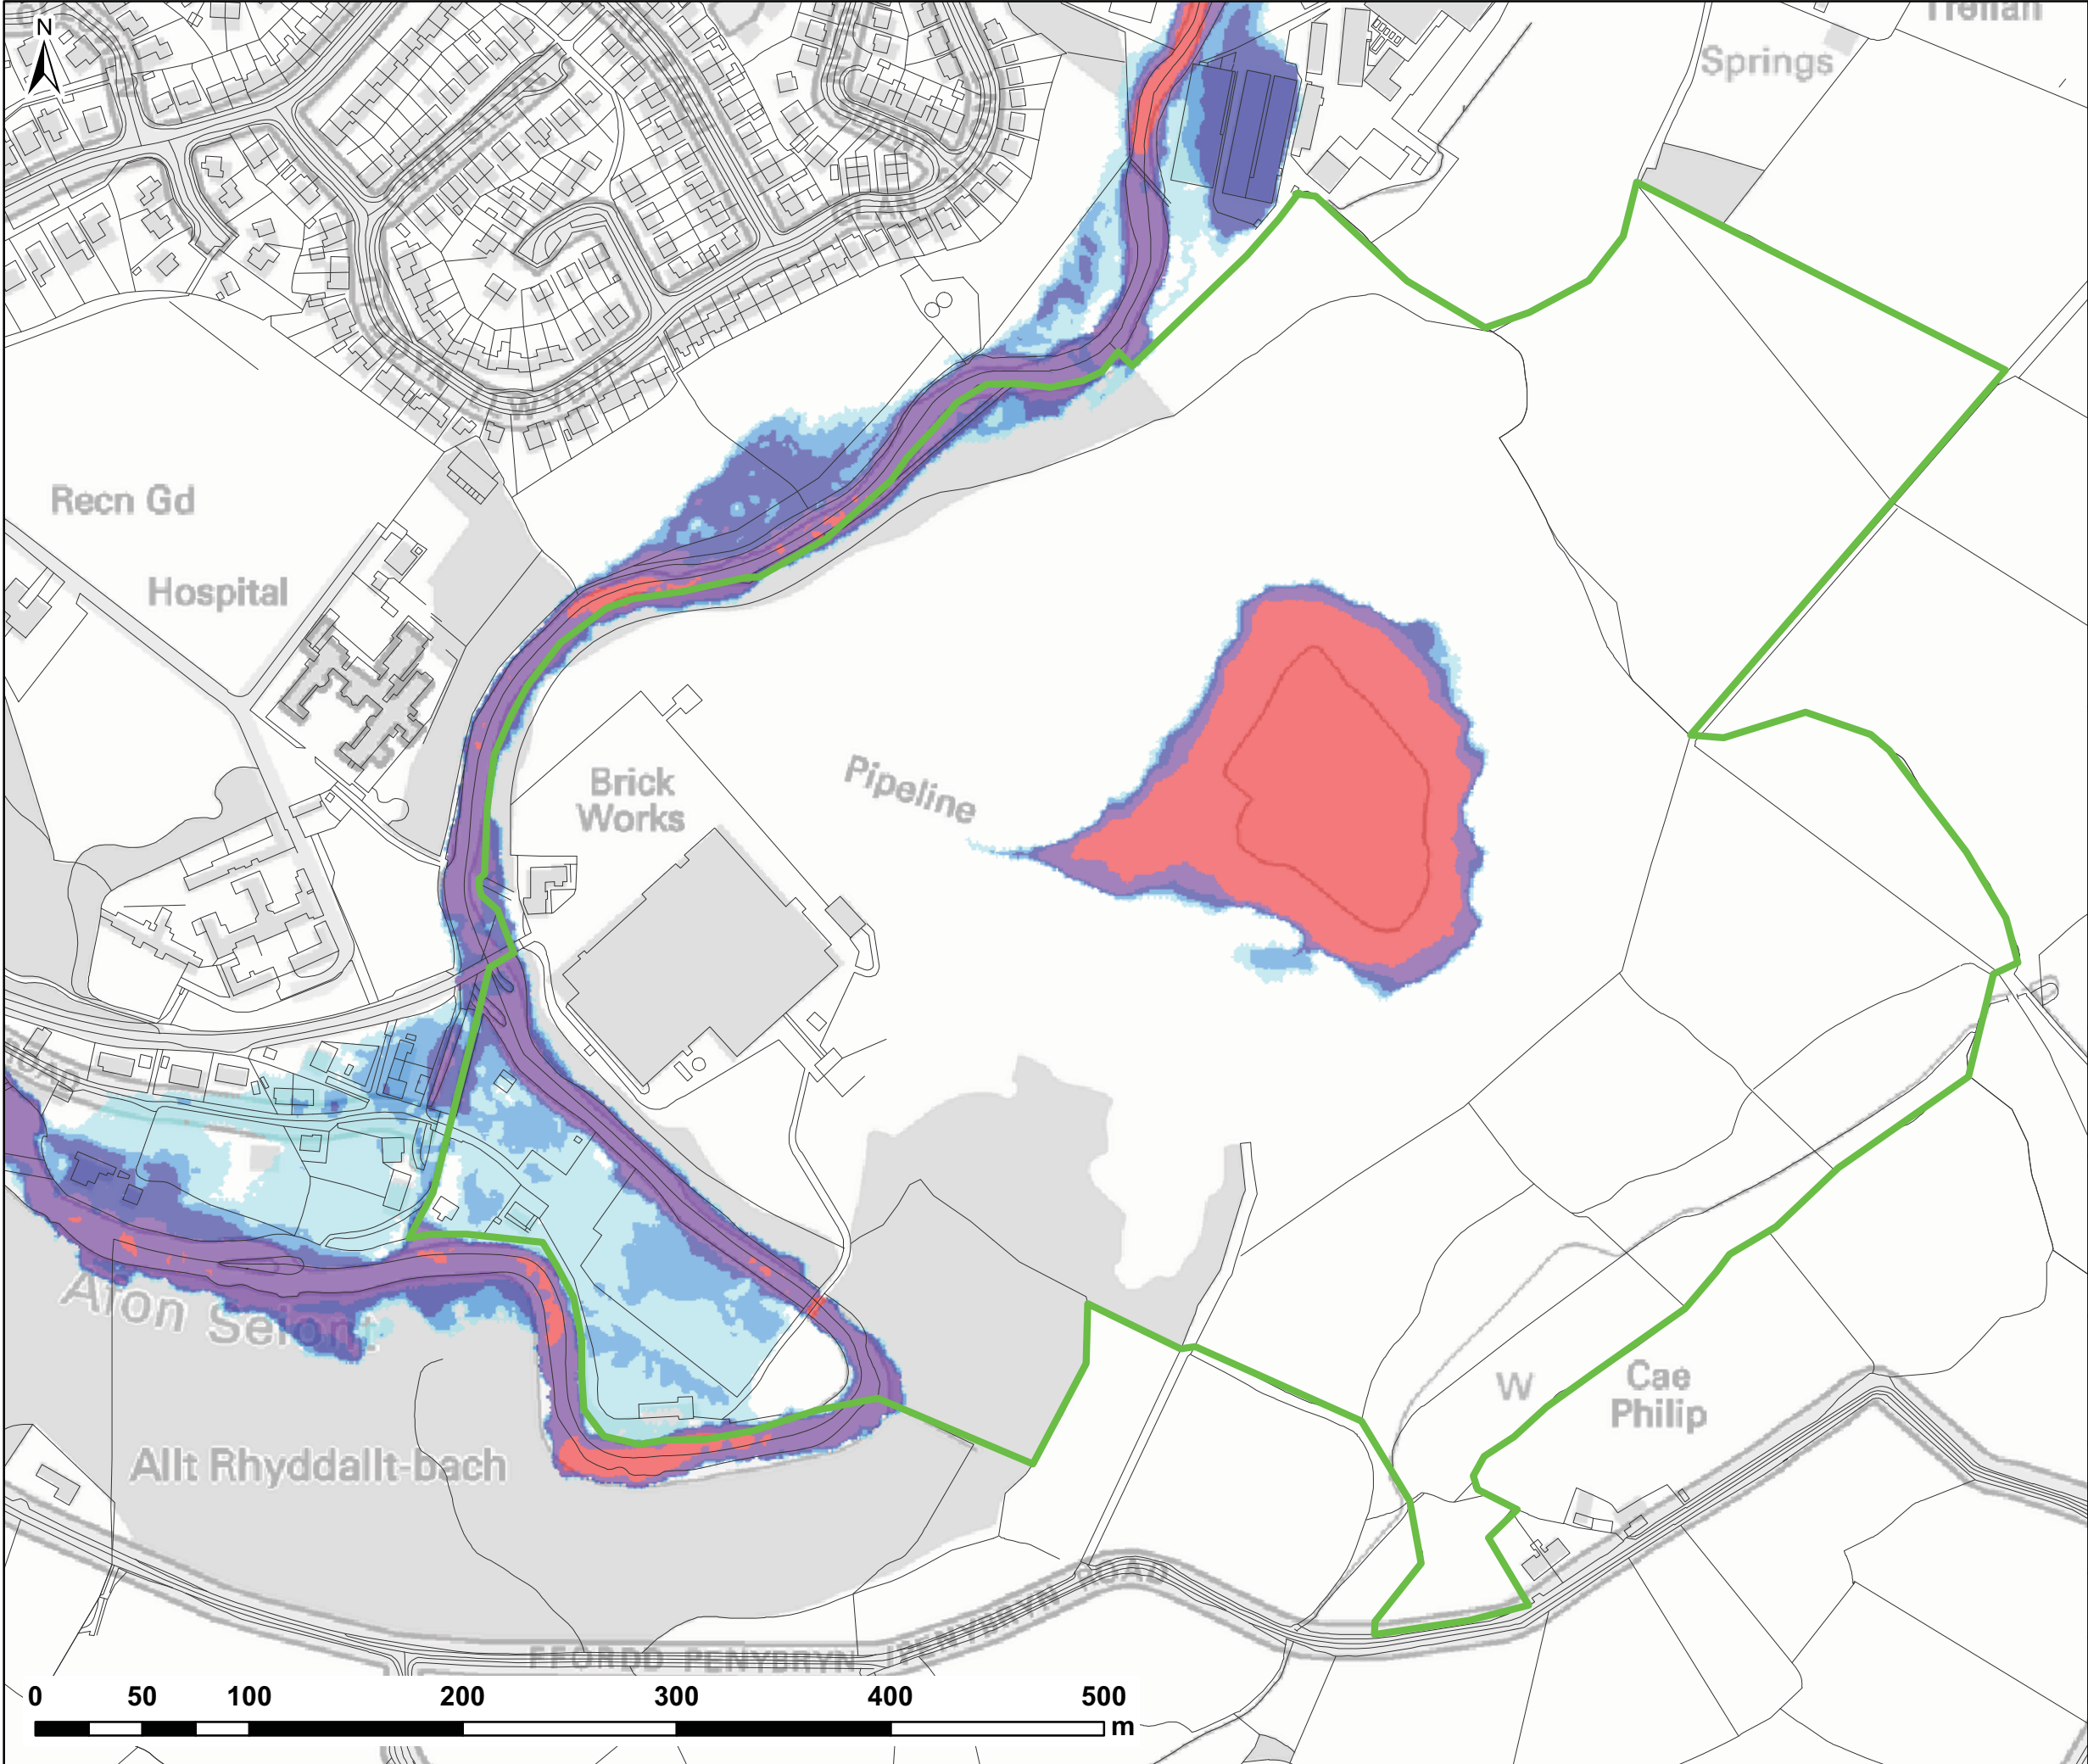 N
Springs
Recn Gd
Hospital
Brick
Works
Pipeline
Afon Seiont
W
Cae
Philip
Allt Rhyddallt-bach
ROAD
FFORDD PENYBRYN
0 50 100 200 300 400 500
m